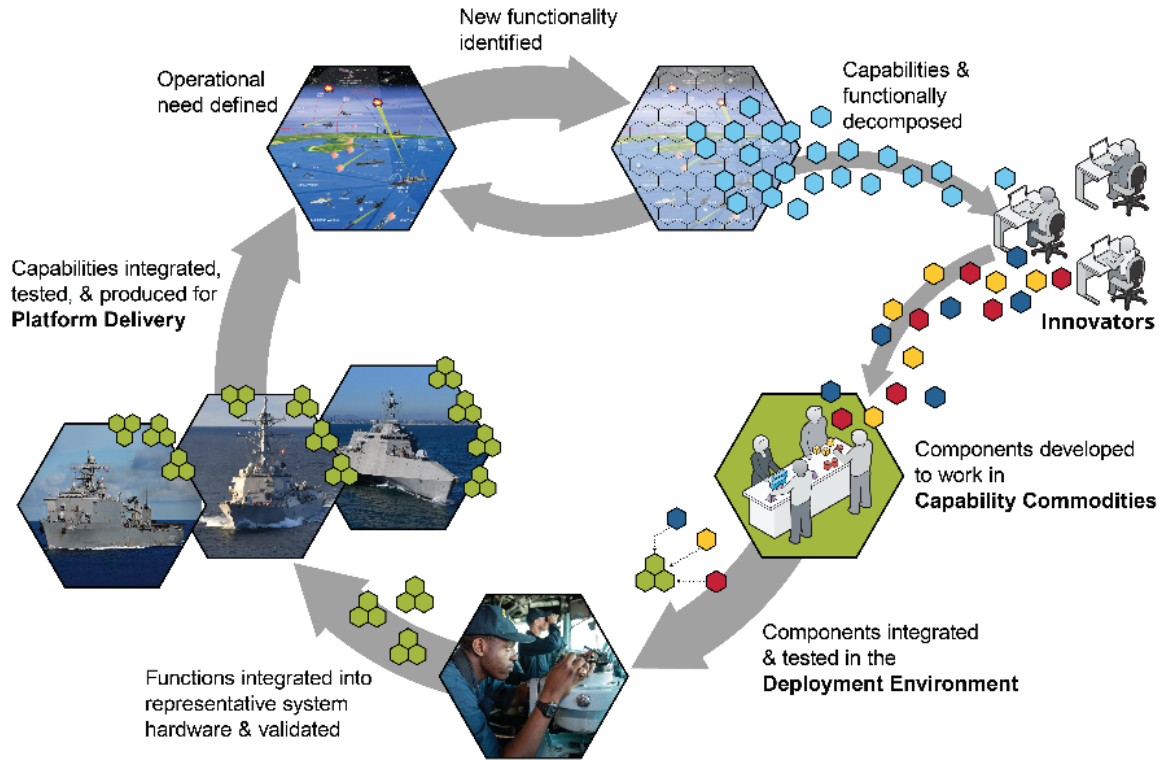 New functionality
identified
Operational
need defined
Capabilities &
functionally
decomposed
Innovators
Capabilities integrated,
tested, & produced for
Platform Delivery
Components developed
to work in
Capability Commodities
Components integrated
& tested in the
Deployment Environment
Functions integrated into
representative system
hardware & validated